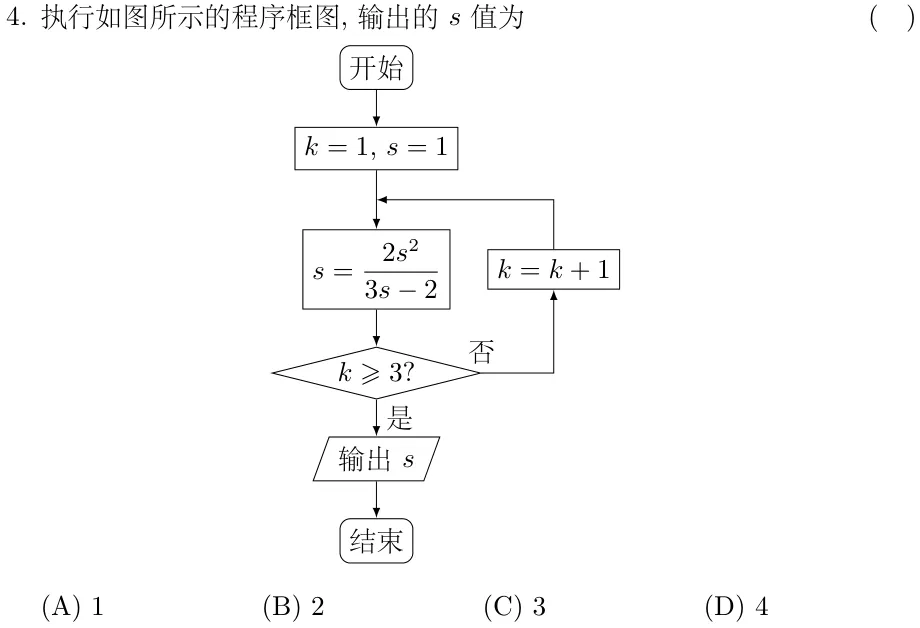 4. 执行如图所示的程序框图, 输出的 s 值为 ( )
开始
k = 1, s = 1
s = \frac{2s^2}{3s - 2}
k = k + 1
否
k ⩾ 3?
是
输出 s
结束
(A) 1 (B) 2 (C) 3 (D) 4